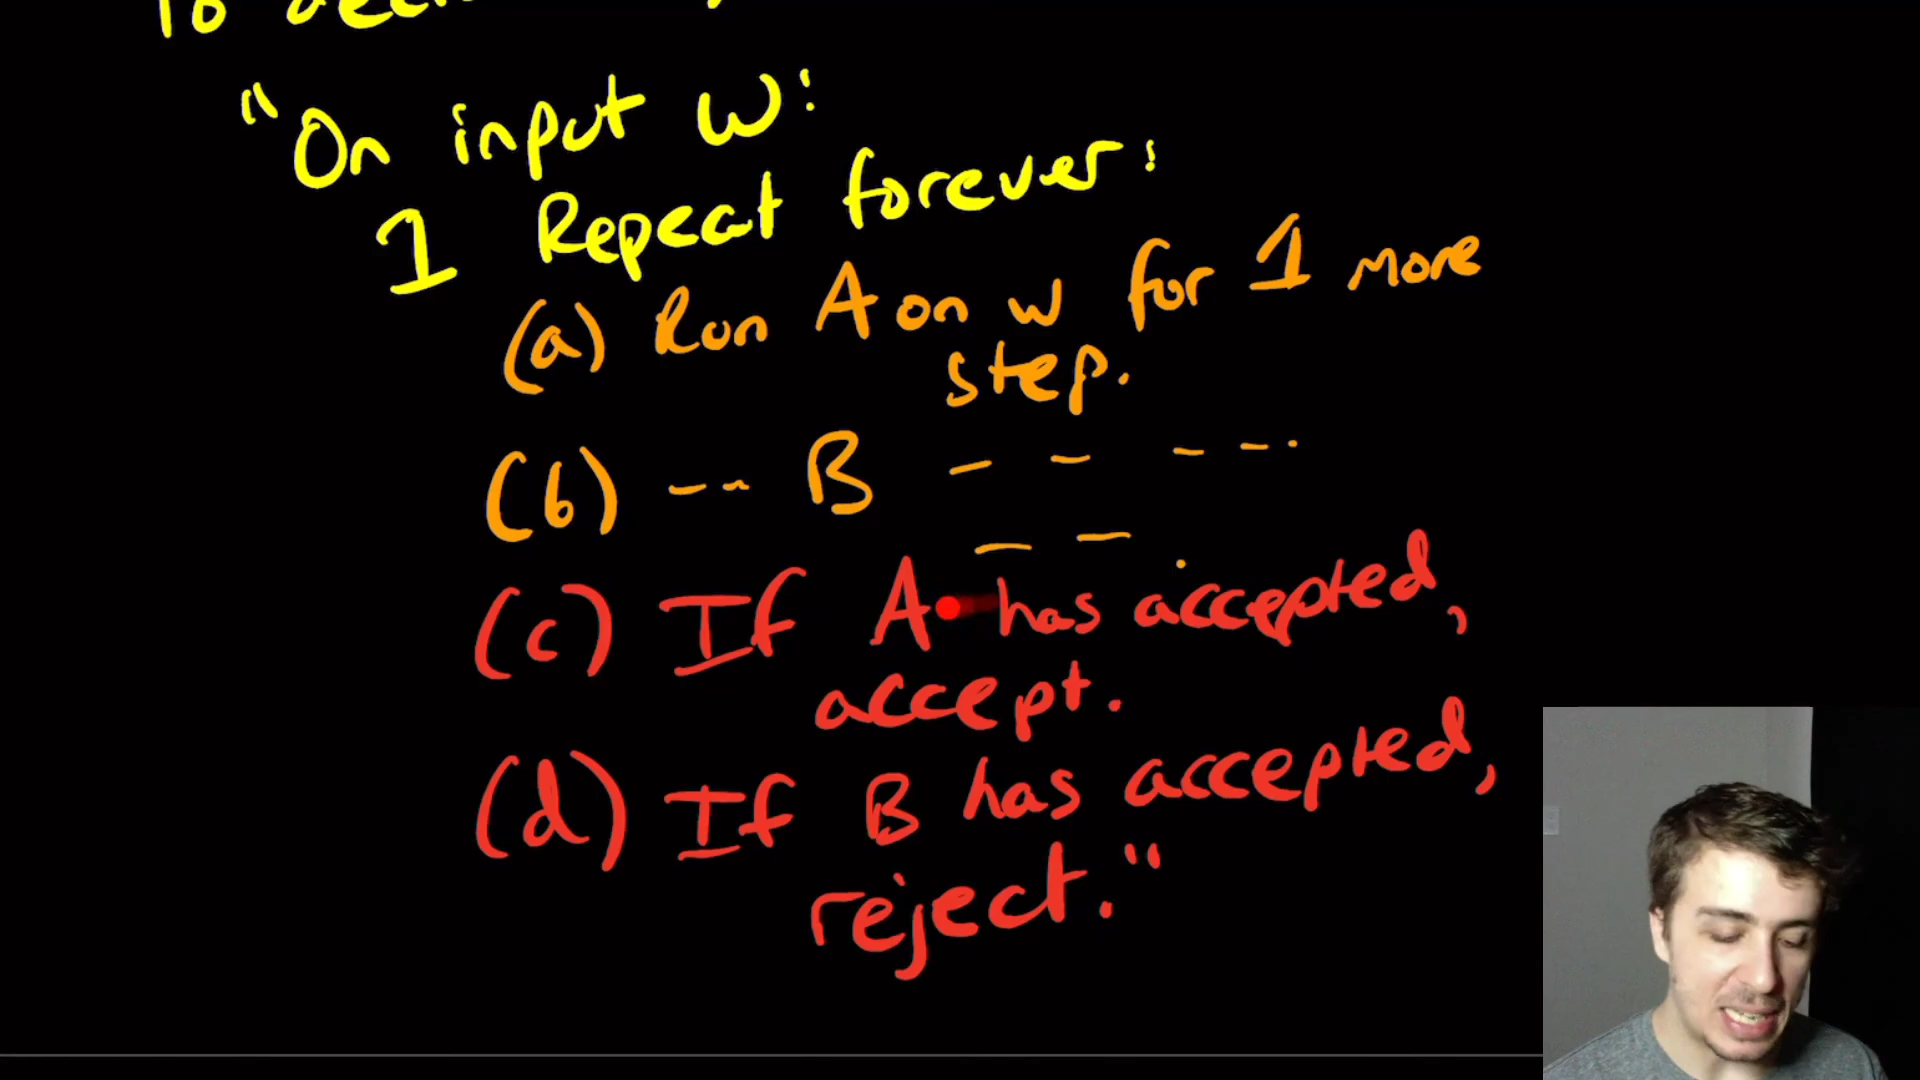 To
"On input w:
1 Repeat forever:
(a) Run A on w for 1 more
step.
(b) -- B - - - -.
- - .
(c) If A has accepted,
accept.
(d) If B has accepted,
reject."